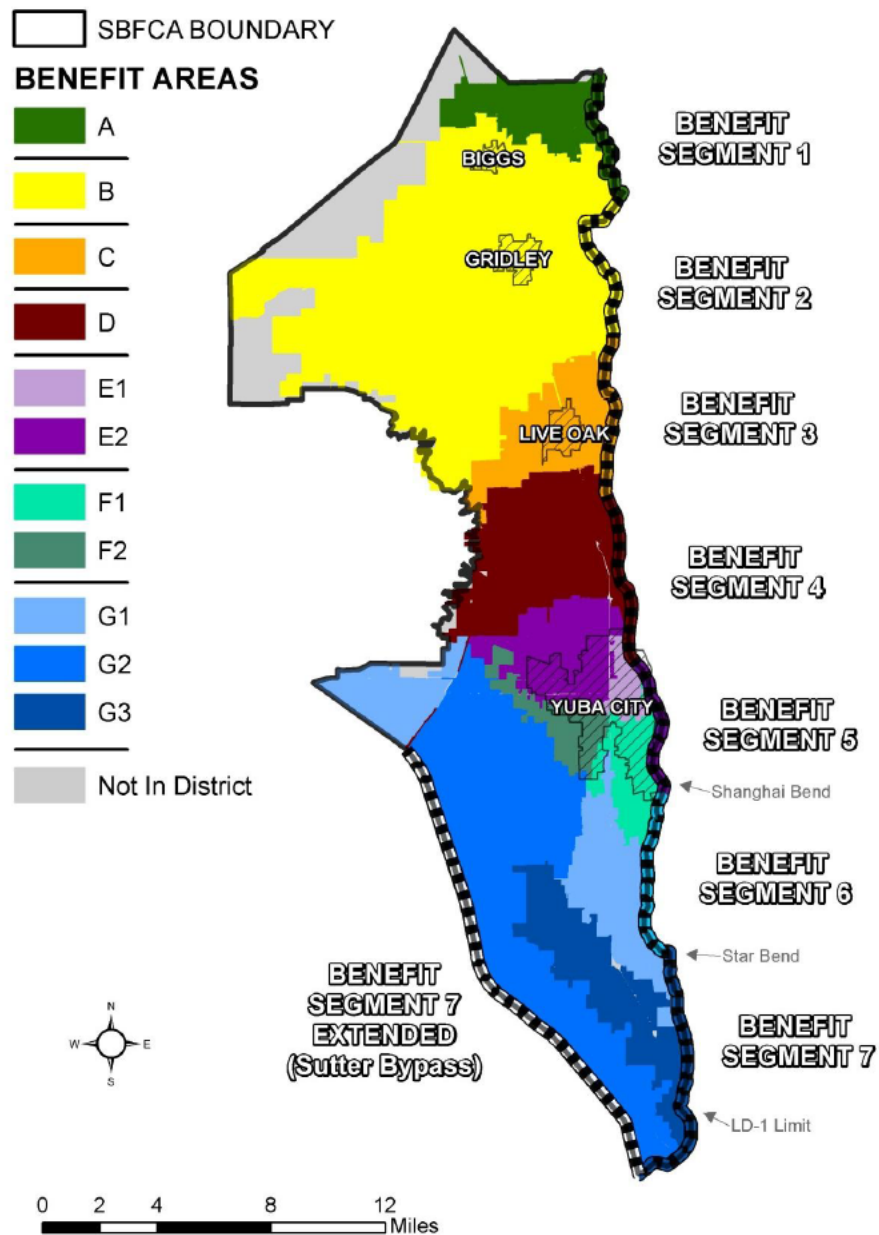 SBFCA BOUNDARY
BENEFIT AREAS
A
B
C
D
E1
E2
F1
F2
G1
G2
G3
Not In District
BIGGS
GRIDLEY
LIVE OAK
YUBA CITY
BENEFIT
SEGMENT 1
BENEFIT
SEGMENT 2
BENEFIT
SEGMENT 3
BENEFIT
SEGMENT 4
BENEFIT
SEGMENT 5
Shanghai Bend
BENEFIT
SEGMENT 6
Star Bend
BENEFIT
SEGMENT 7
EXTENDED
(Sutter Bypass)
BENEFIT
SEGMENT 7
LD-1 Limit
N
W E
S
0 2 4 8 12
Miles